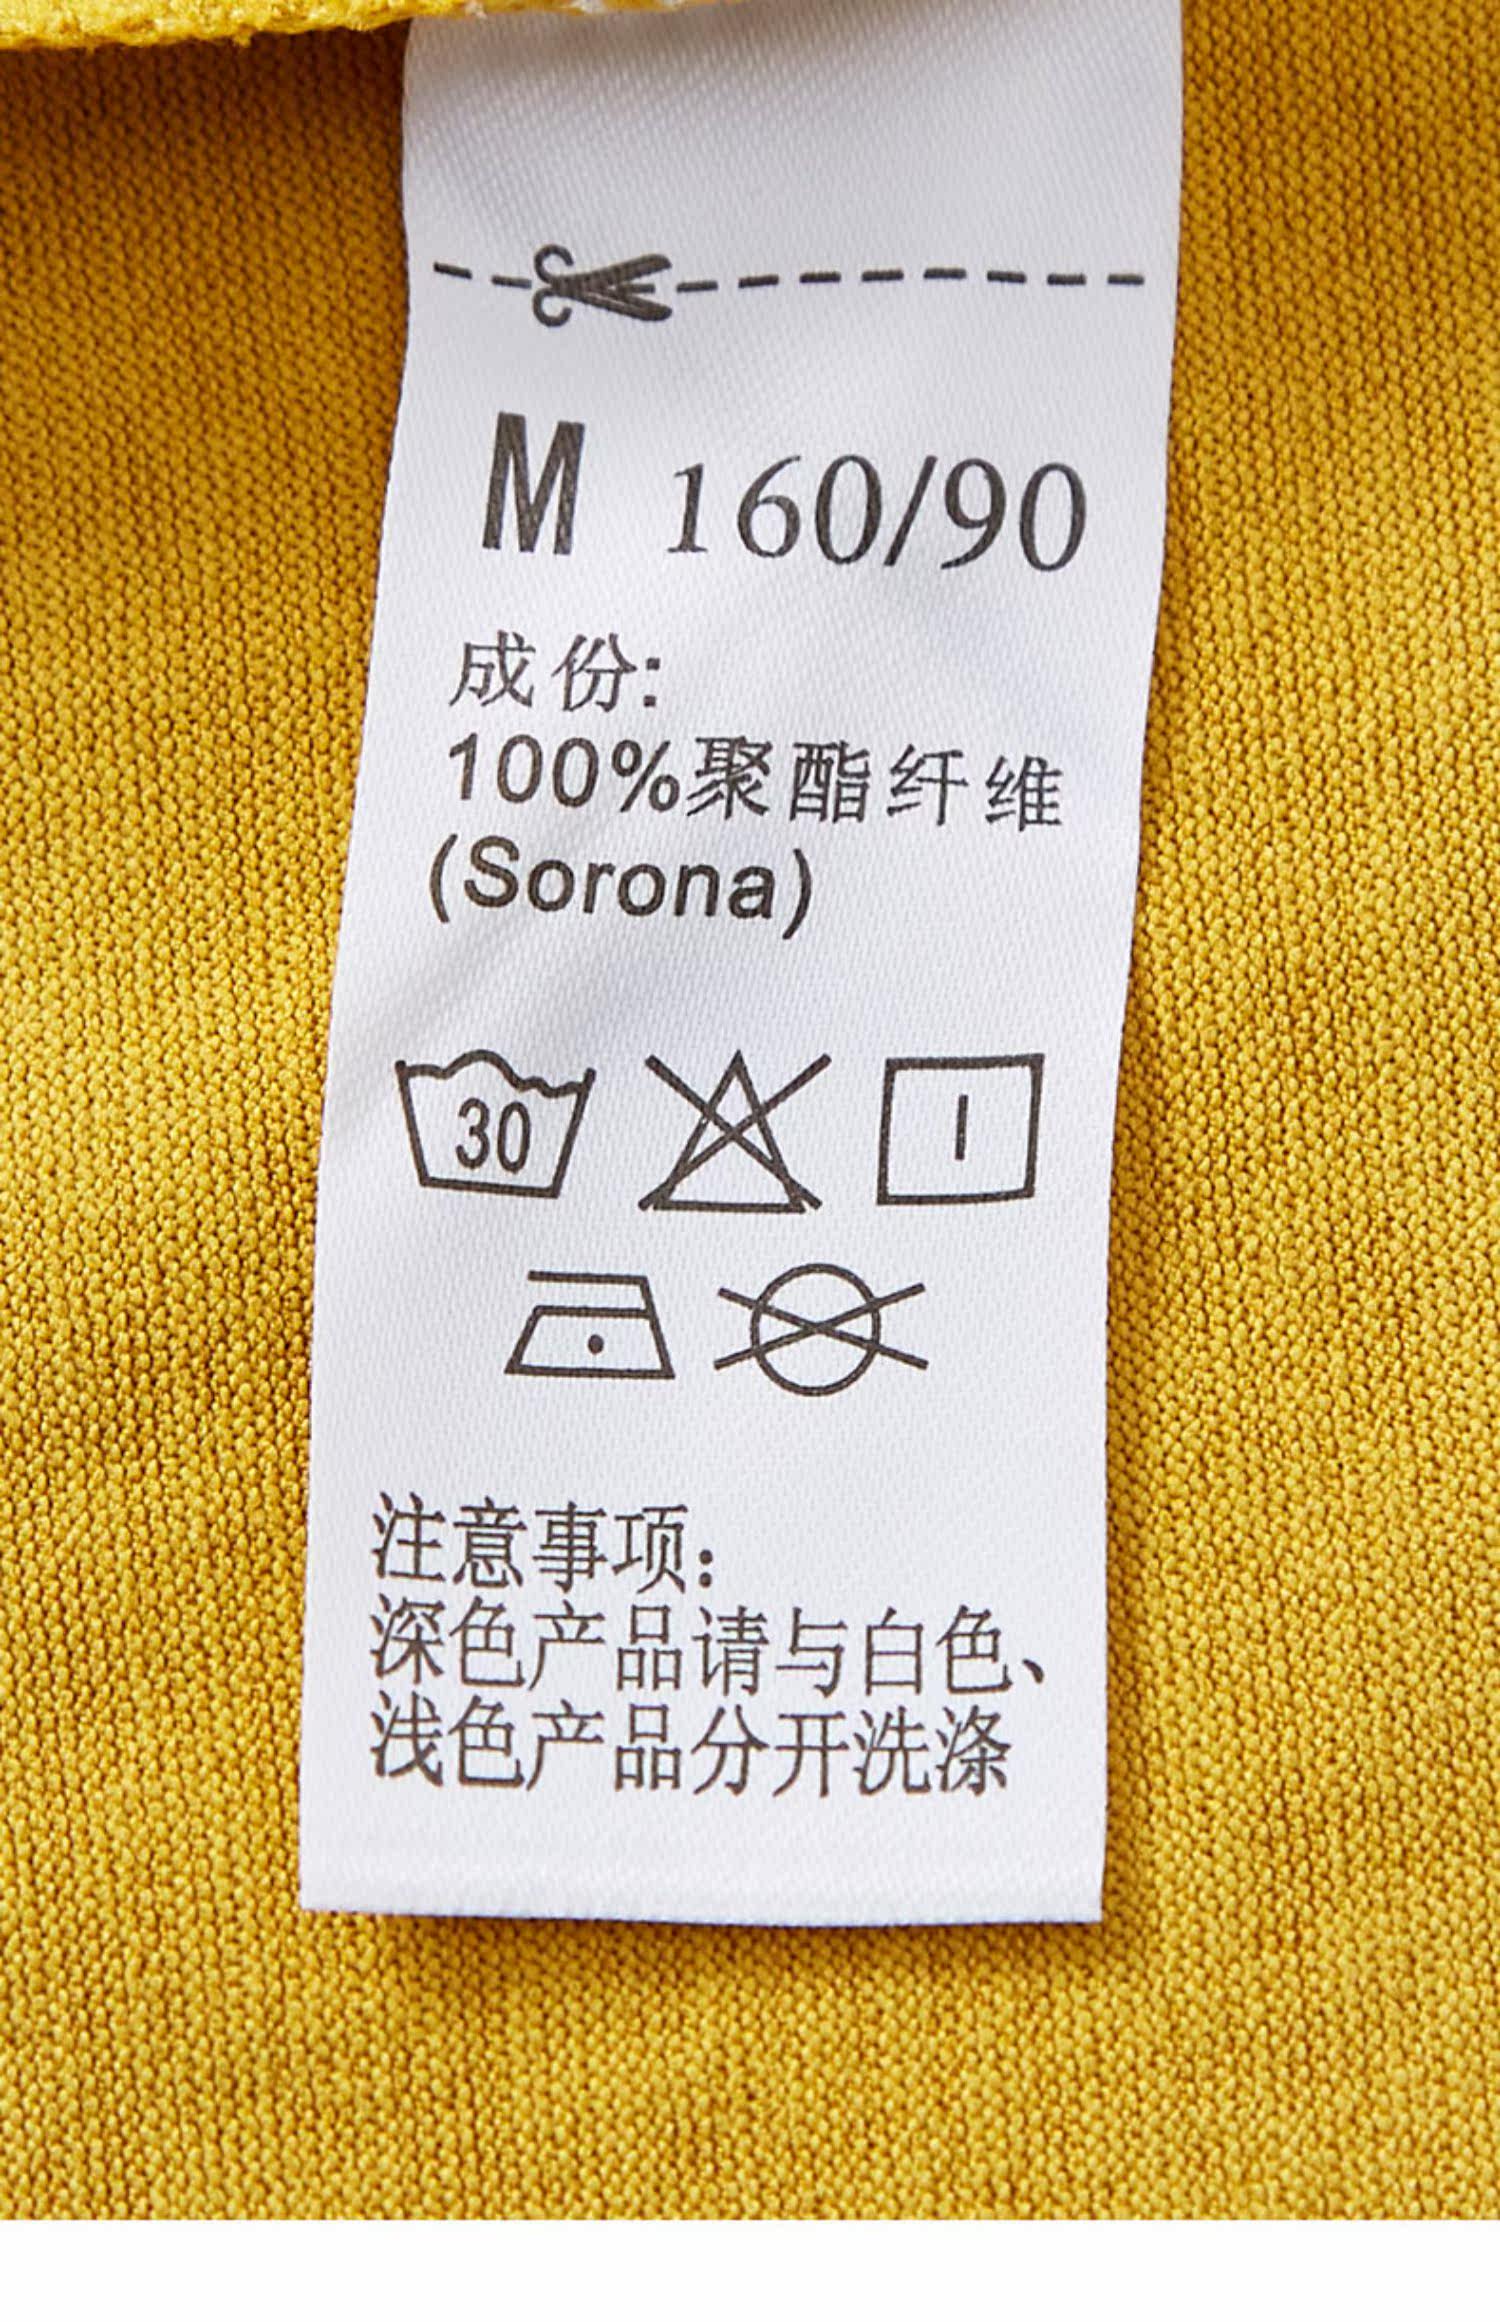 M 160/90
成份:
100%聚酯纤维
(Sorona)
30
注意事项:
深色产品请与白色、
浅色产品分开洗涤